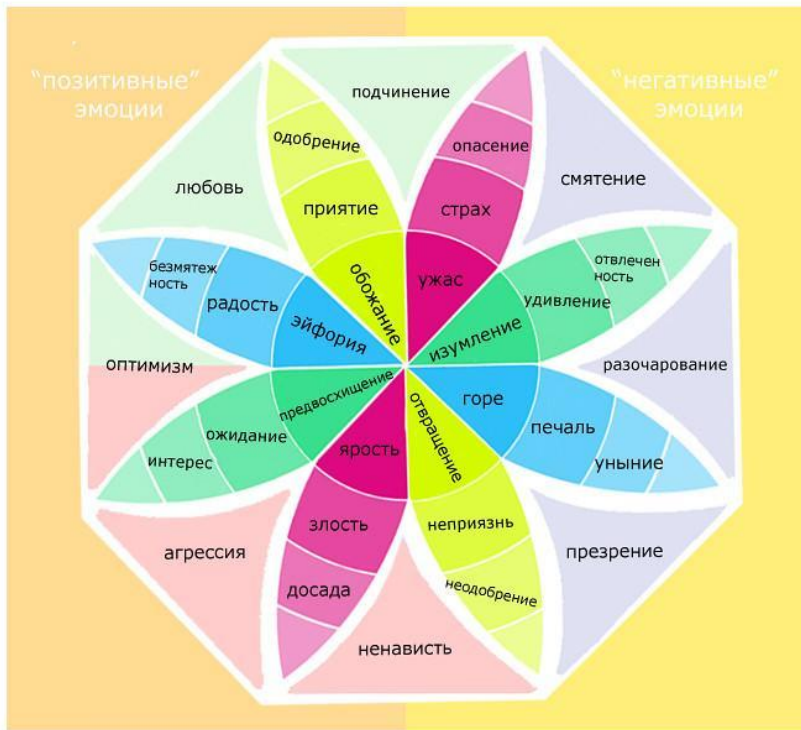 “позитивные”
эмоции
“негативные”
эмоции
подчинение
одобрение
опасение
любовь
приятие
страх
смятение
обожание
ужас
безмятеж
ность
радость
эйфория
изумление
удивление
отвлечен
ность
оптимизм
предвосхищение
горе
разочарование
интерес
ожидание
ярость
отвращение
печаль
уныние
агрессия
злость
неприязнь
презрение
досада
неодобрение
ненависть